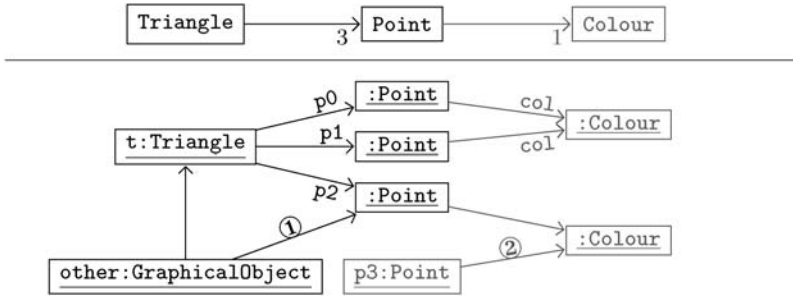 Triangle
3
Point
1
Colour
p0
:Point
col
:Colour
t:Triangle
p1
:Point
col
p2
:Point
①
:Colour
other:GraphicalObject
p3:Point
②